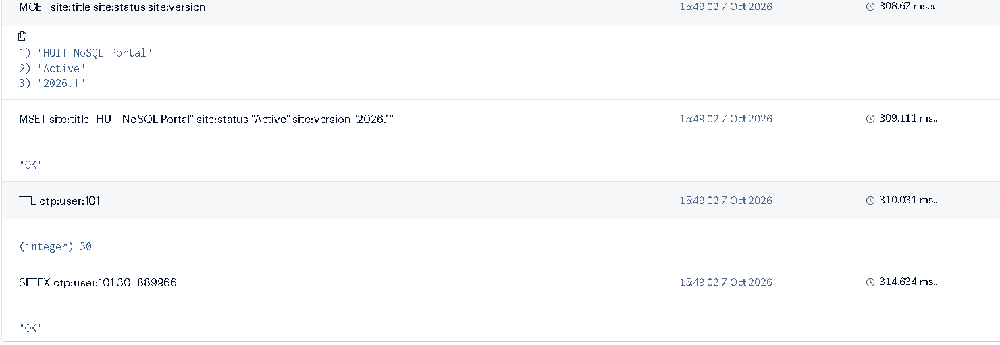 MGET site:title site:status site:version 15:49:02 7 Oct 2026 308.67 msec
1) "HUIT NoSQL Portal"
2) "Active"
3) "2026.1"
MSET site:title "HUIT NoSQL Portal" site:status "Active" site:version "2026.1" 15:49:02 7 Oct 2026 309.111 ms...
"OK"
TTL otp:user:101 15:49:02 7 Oct 2026 310.031 ms...
(integer) 30
SETEX otp:user:101 30 "889966" 15:49:02 7 Oct 2026 314.634 ms...
"OK"